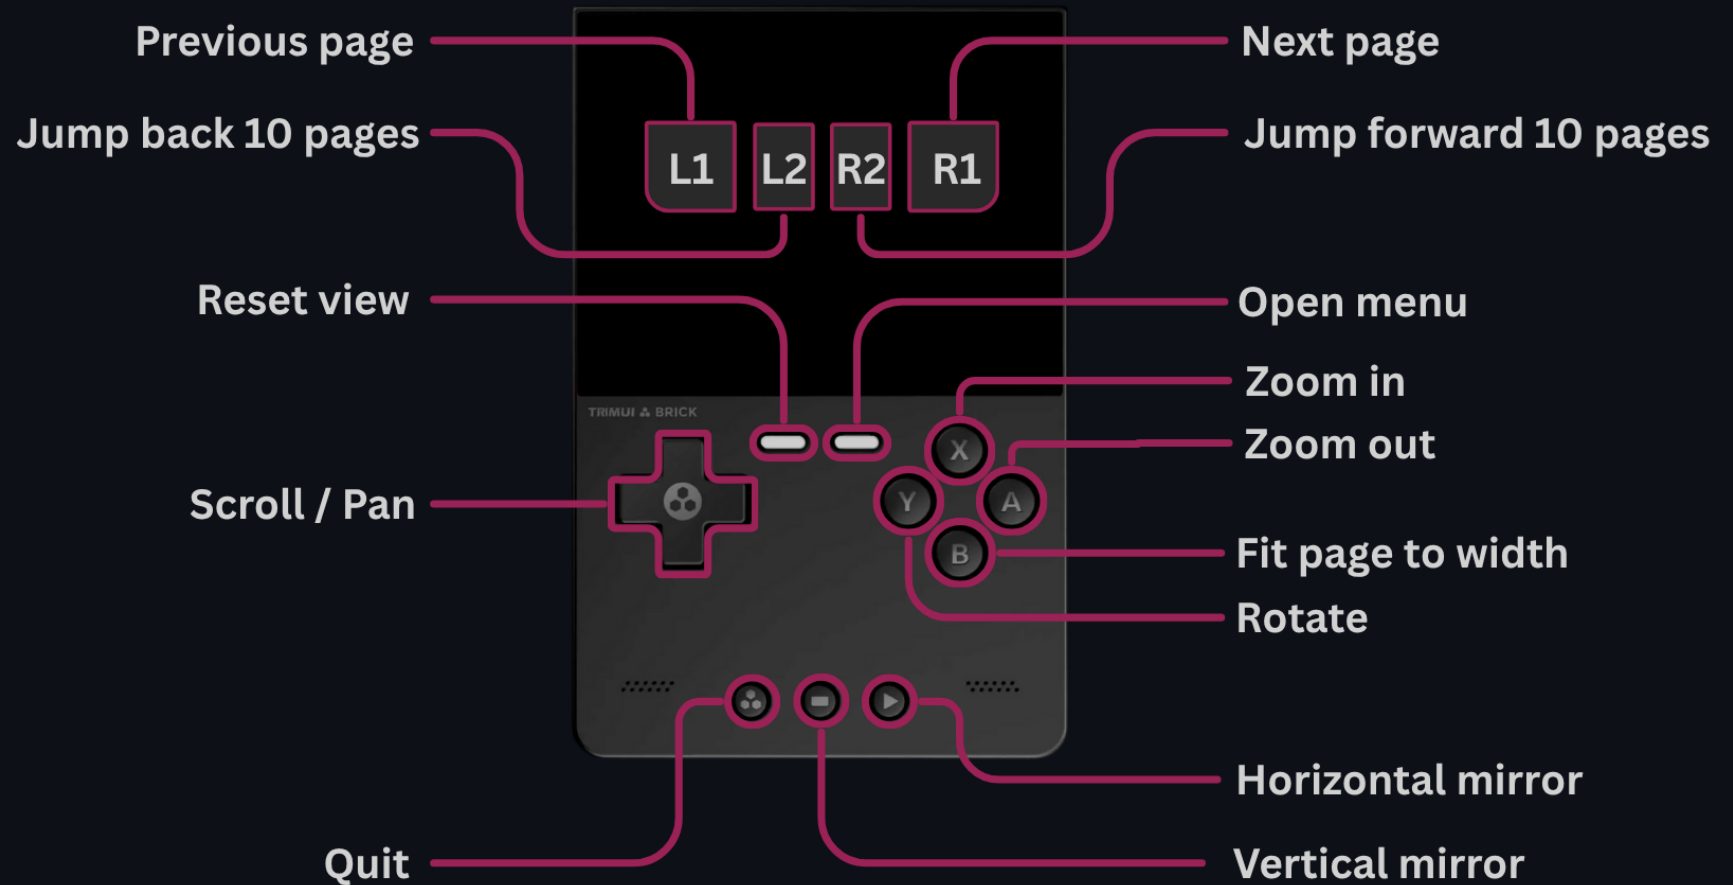 Previous page
Next page
Jump back 10 pages
Jump forward 10 pages
L1
L2
R2
R1
Reset view
Open menu
Zoom in
TRIMUI BRICK
Zoom out
X
Y
A
Scroll / Pan
B
Fit page to width
Rotate
Horizontal mirror
Quit
Vertical mirror